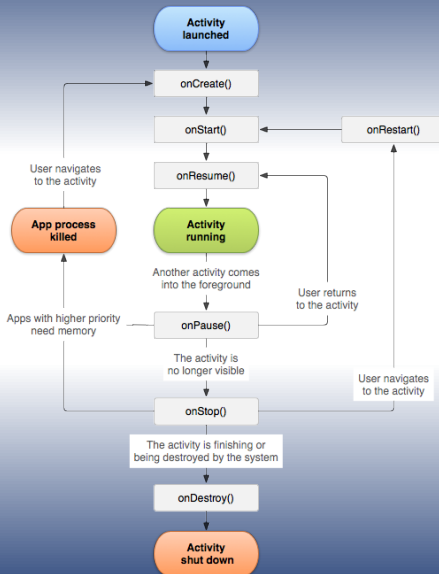 Activity
launched
onCreate()
onStart()
onRestart()
User navigates
to the activity
onResume()
App process
killed
Activity
running
Another activity comes
into the foreground
User returns
to the activity
Apps with higher priority
need memory
onPause()
The activity is
no longer visible
User navigates
to the activity
onStop()
The activity is finishing or
being destroyed by the system
onDestroy()
Activity
shut down